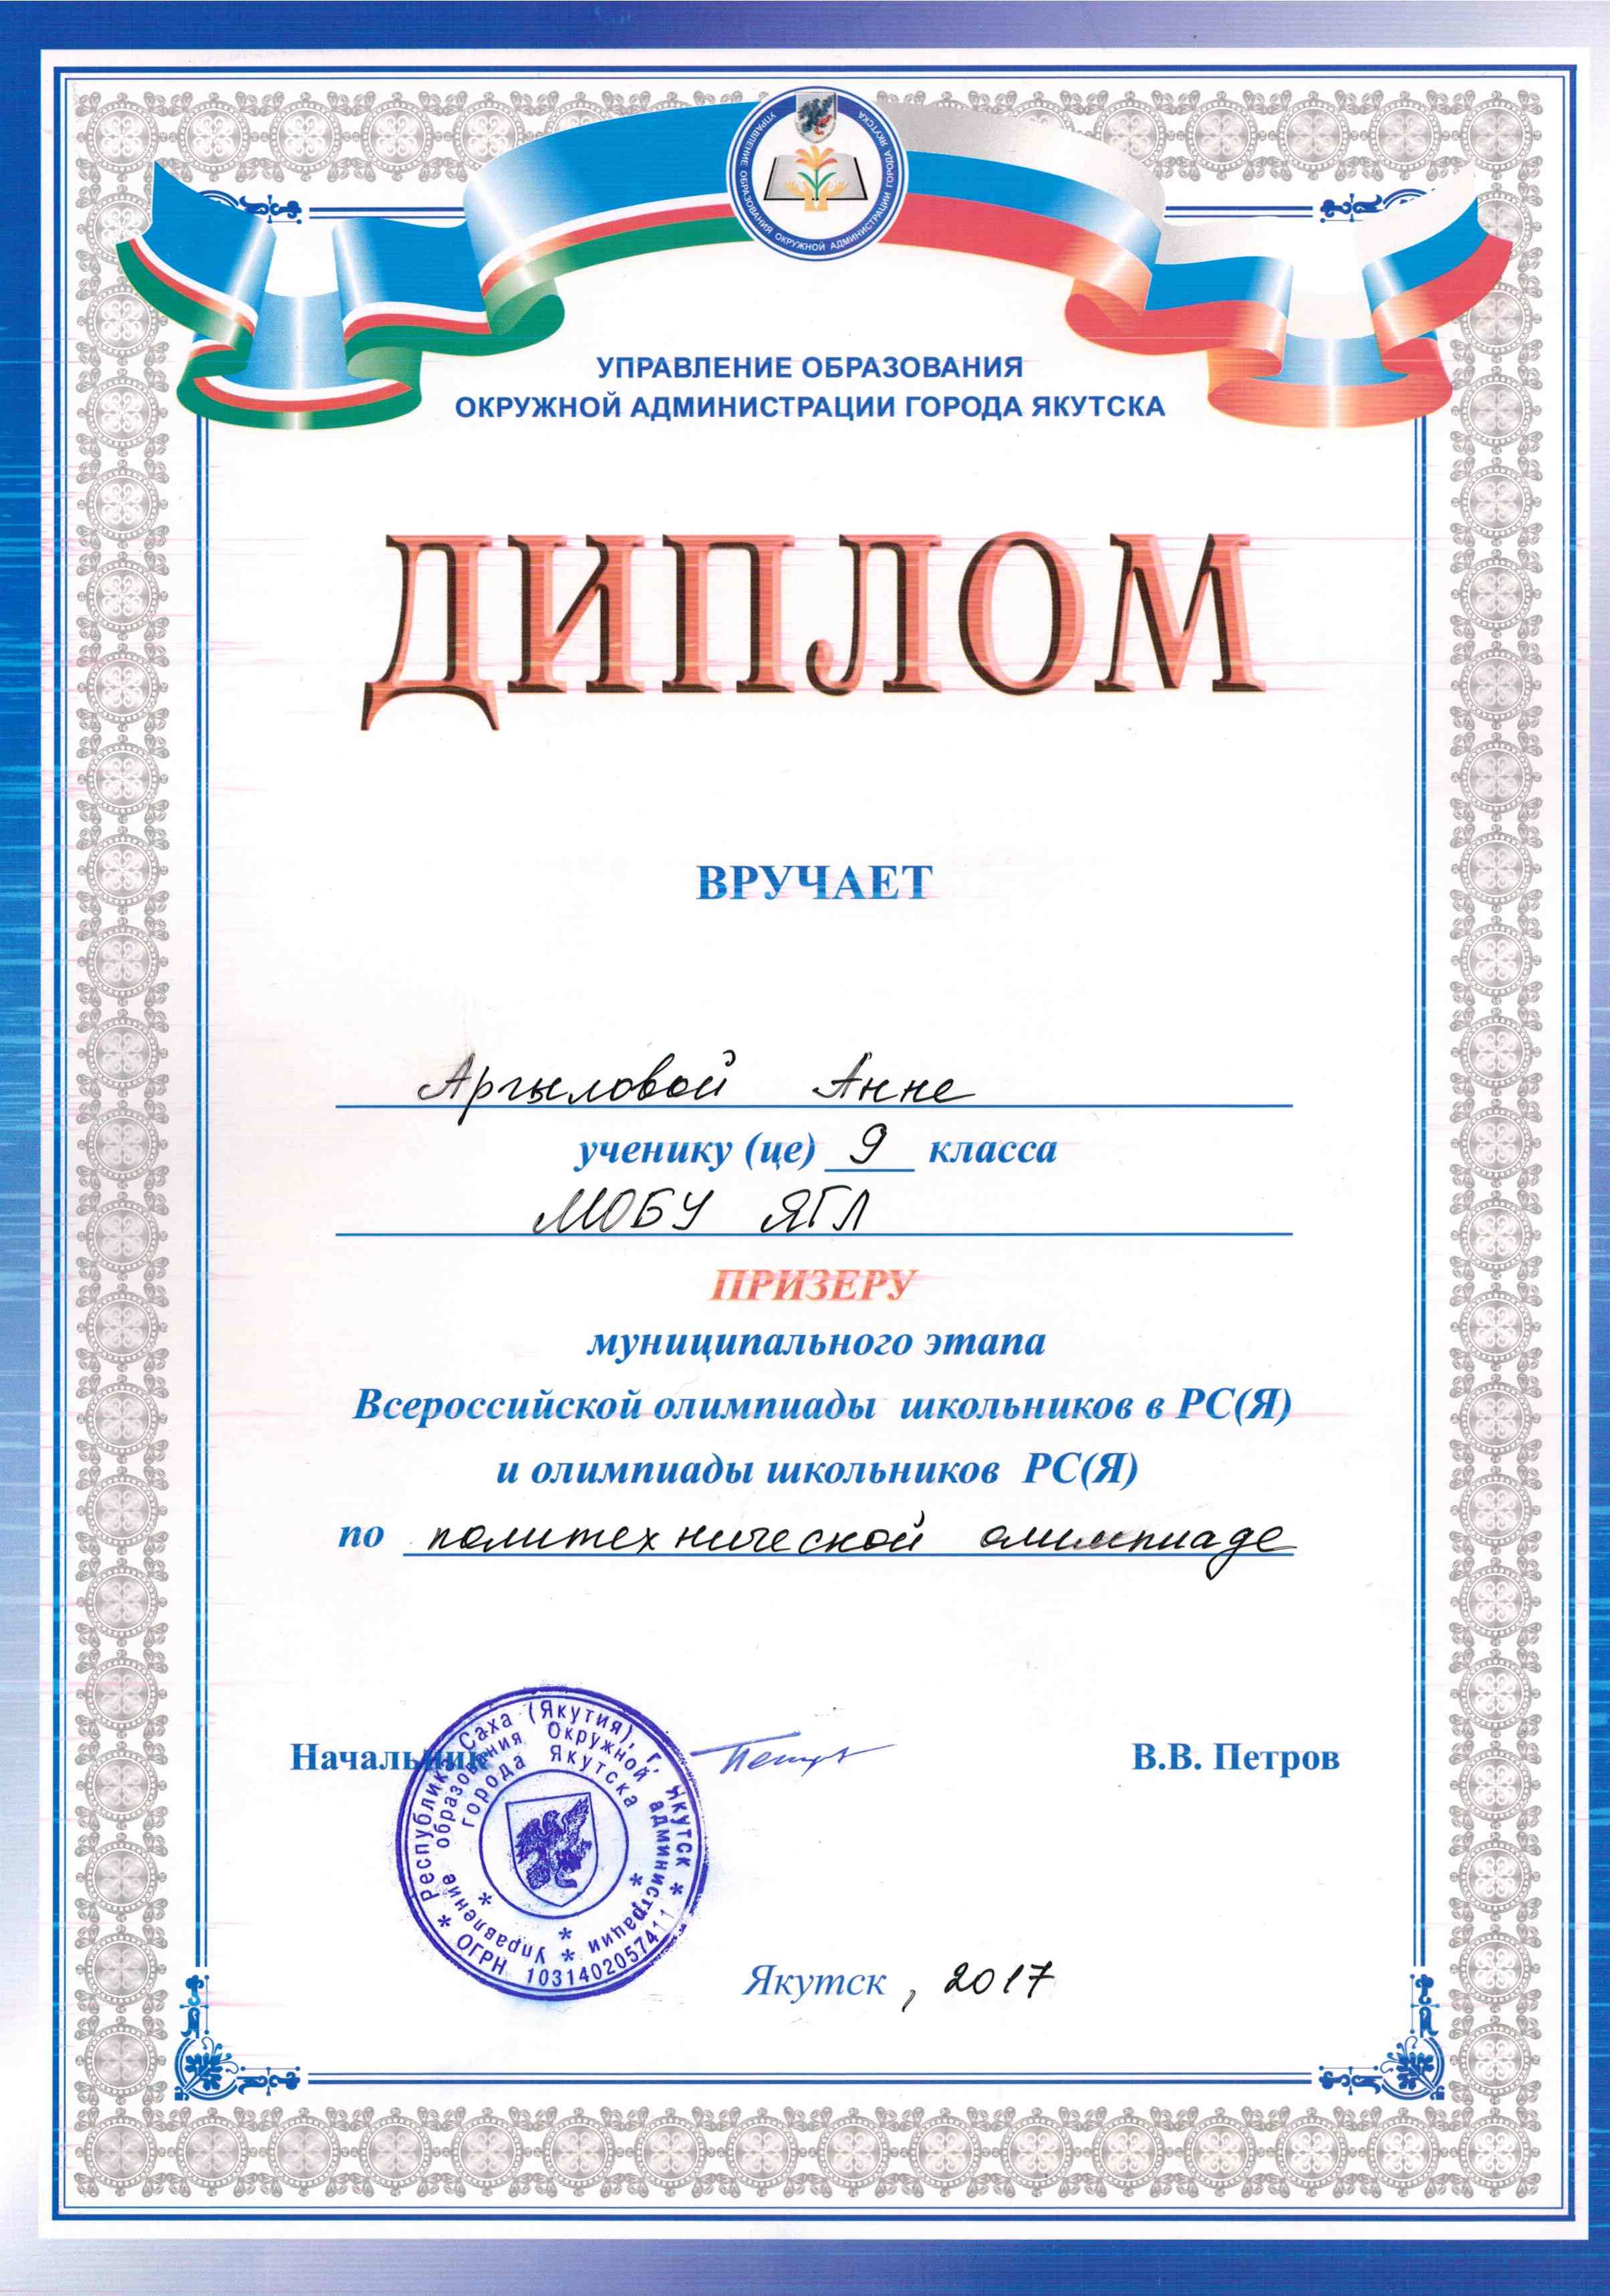 УПРАВЛЕНИЕ ОБРАЗОВАНИЯ ОКРУЖНОЙ АДМИНИСТРАЦИИ ГОРОДА ЯКУТСКА
УПРАВЛЕНИЕ ОБРАЗОВАНИЯ
ОКРУЖНОЙ АДМИНИСТРАЦИИ ГОРОДА ЯКУТСКА
ДИПЛОМ
ВРУЧАЕТ
Аргыловой Анне
ученику (це) 9 класса
МОБУ ЯГЛ
ПРИЗЕРУ
муниципального этапа
Всероссийской олимпиады школьников в РС(Я)
и олимпиады школьников РС(Я)
по политехнической олимпиаде
Начальник Петров В.В. Петров
* Республика Саха (Якутия), г. Якутск * ОГРН 1031402057411
* Управление образования Окружной администрации *
* города Якутска *
Якутск, 2017